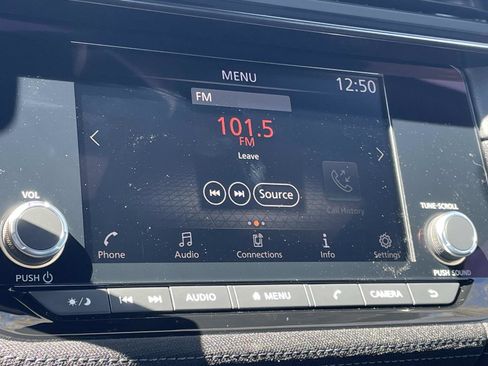 MENU 12:50
FM
101.5
FM
Leave
Source
Call History
VOL
TUNE•SCROLL
Phone Audio Connections Info Settings
PUSH
PUSH SOUND
AUDIO MENU CAMERA